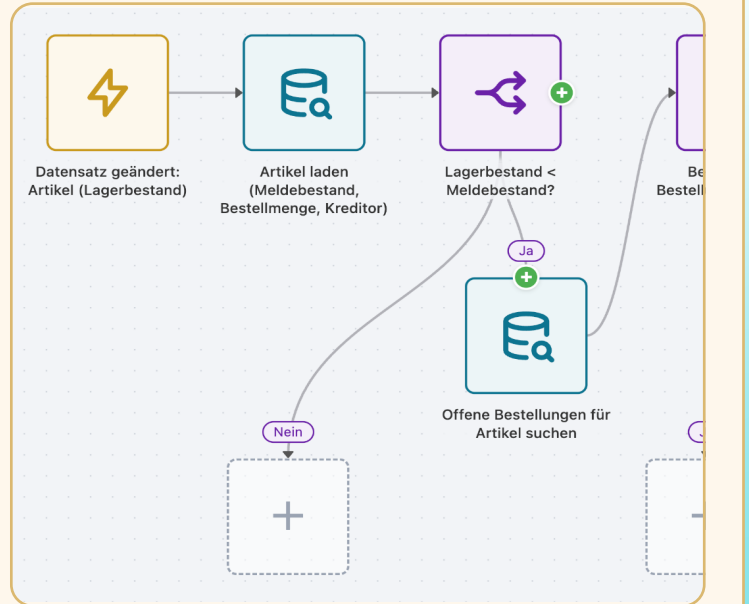 Datensatz geändert:
Artikel (Lagerbestand)
Artikel laden
(Meldebestand,
Bestellmenge, Kreditor)
Lagerbestand <
Meldebestand?
Ja
Offene Bestellungen für
Artikel suchen
Nein